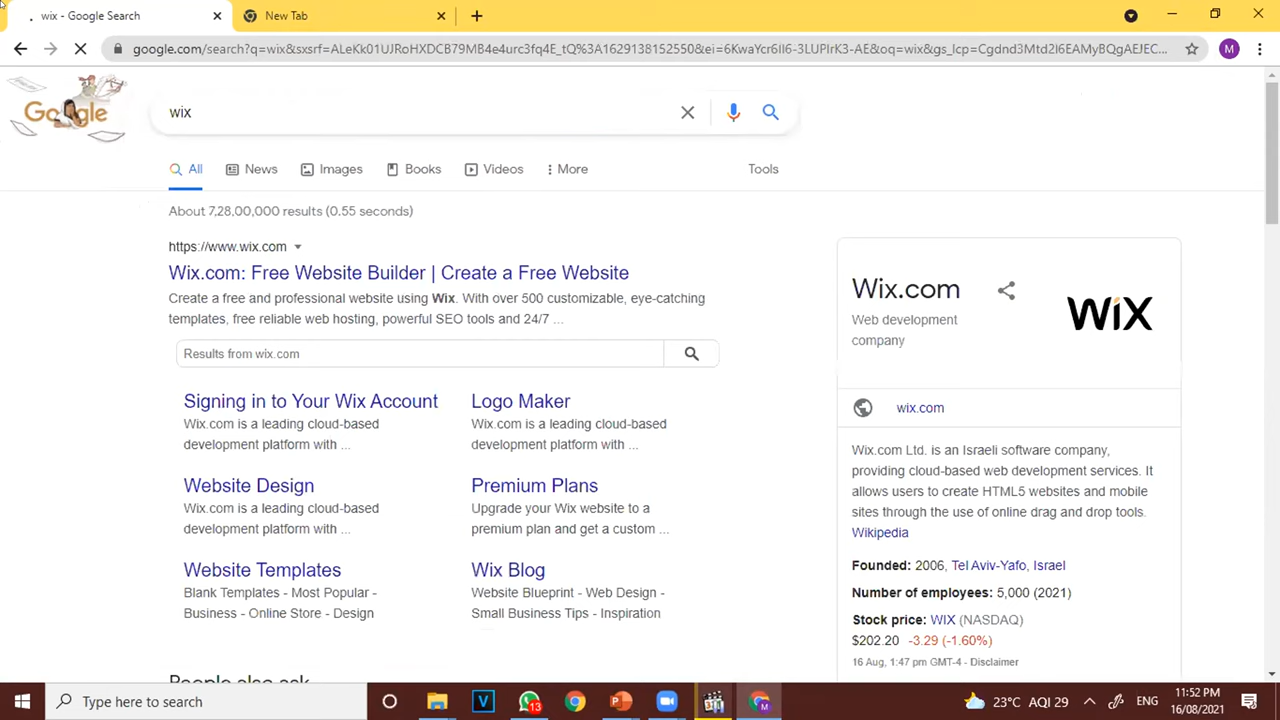 wix - Google Search
New Tab
google.com/search?q=wix&sxsrf=ALeKk01UJRoHXDCB79MB4e4urc3fq4E_tQ%3A1629138152550&ei=6KwaYcr6II6-3LUPIrK3-AE&oq=wix&gs_lcp=Cgdnd3Mtd2l6EAMyBQgAEJEC...
M
Google
wix
All
News
Images
Books
Videos
More
Tools
About 7,28,00,000 results (0.55 seconds)
https://www.wix.com
Wix.com: Free Website Builder | Create a Free Website
Create a free and professional website using Wix. With over 500 customizable, eye-catching
templates, free reliable web hosting, powerful SEO tools and 24/7 ...
Results from wix.com
Signing in to Your Wix Account
Wix.com is a leading cloud-based
development platform with ...
Logo Maker
Wix.com is a leading cloud-based
development platform with ...
Website Design
Wix.com is a leading cloud-based
development platform with ...
Premium Plans
Upgrade your Wix website to a
premium plan and get a custom ...
Website Templates
Blank Templates - Most Popular -
Business - Online Store - Design
Wix Blog
Website Blueprint - Web Design -
Small Business Tips - Inspiration
People also ask
Wix.com
Web development
company
WiX
wix.com
Wix.com Ltd. is an Israeli software company,
providing cloud-based web development services. It
allows users to create HTML5 websites and mobile
sites through the use of online drag and drop tools.
Wikipedia
Founded: 2006, Tel Aviv-Yafo, Israel
Number of employees: 5,000 (2021)
Stock price: WIX (NASDAQ)
$202.20 -3.29 (-1.60%)
16 Aug, 1:47 pm GMT-4 - Disclaimer
Type here to search
V
13
P
M
23°C AQI 29
ENG
11:52 PM
16/08/2021